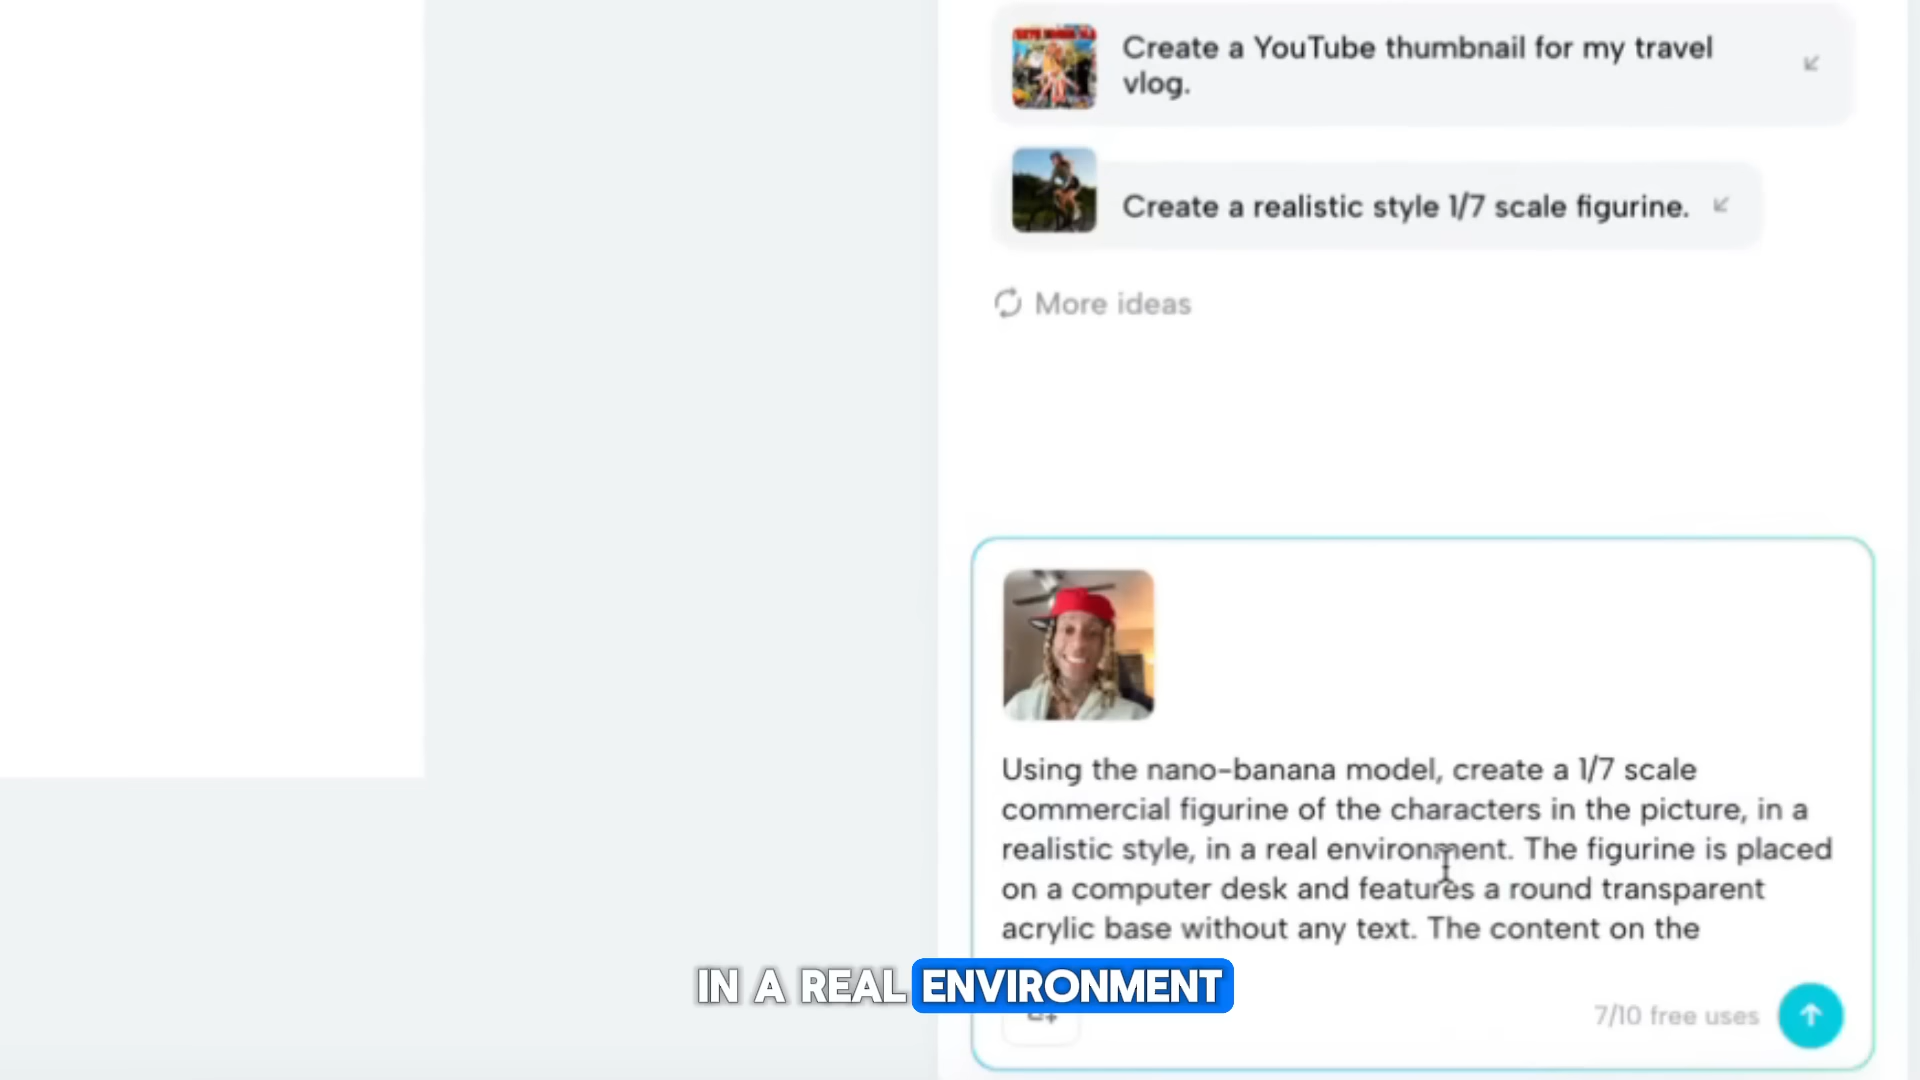 Create a YouTube thumbnail for my travel
vlog.
Create a realistic style 1/7 scale figurine.
More ideas
Using the nano-banana model, create a 1/7 scale
commercial figurine of the characters in the picture, in a
realistic style, in a real environment. The figurine is placed
on a computer desk and features a round transparent
acrylic base without any text. The content on the
IN A REAL ENVIRONMENT
7/10 free uses